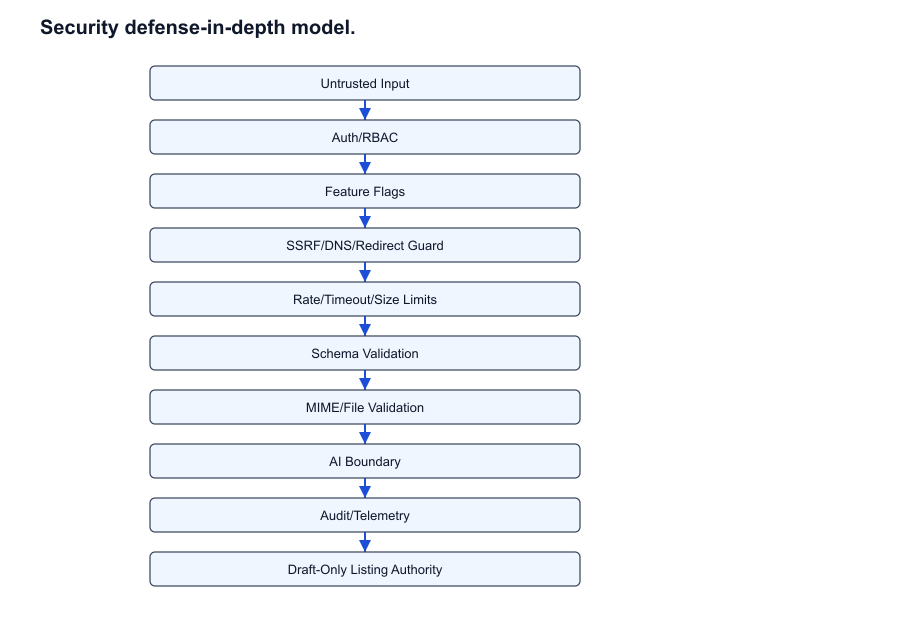 Security defense-in-depth model.
Untrusted Input
Auth/RBAC
Feature Flags
SSRF/DNS/Redirect Guard
Rate/Timeout/Size Limits
Schema Validation
MIME/File Validation
AI Boundary
Audit/Telemetry
Draft-Only Listing Authority